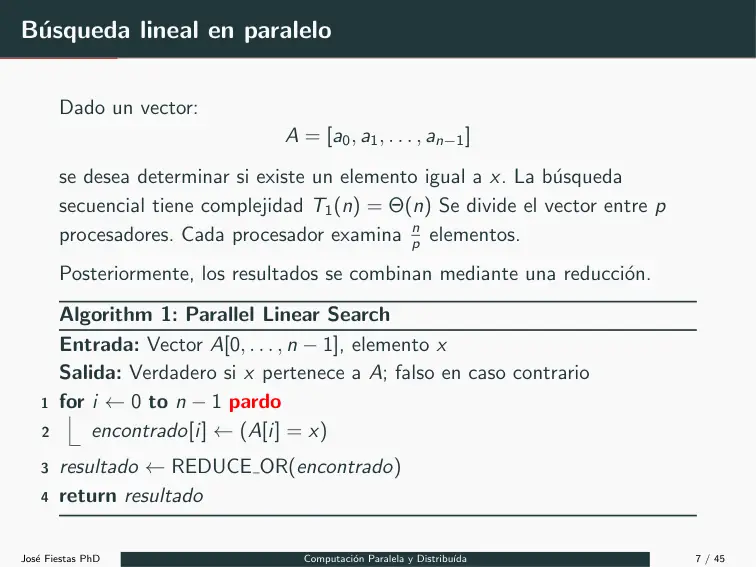 Búsqueda lineal en paralelo
Dado un vector:
A = [a₀, a₁, . . . , aₙ₋₁]
se desea determinar si existe un elemento igual a x. La búsqueda
secuencial tiene complejidad T₁(n) = Θ(n) Se divide el vector entre p
procesadores. Cada procesador examina n/p elementos.
Posteriormente, los resultados se combinan mediante una reducción.
Algorithm 1: Parallel Linear Search
Entrada: Vector A[0, . . . , n − 1], elemento x
Salida: Verdadero si x pertenece a A; falso en caso contrario
1 for i ← 0 to n − 1 pardo
2 encontrado[i] ← (A[i] = x)
3 resultado ← REDUCE_OR(encontrado)
4 return resultado
José Fiestas PhD Computación Paralela y Distribuída 7 / 45